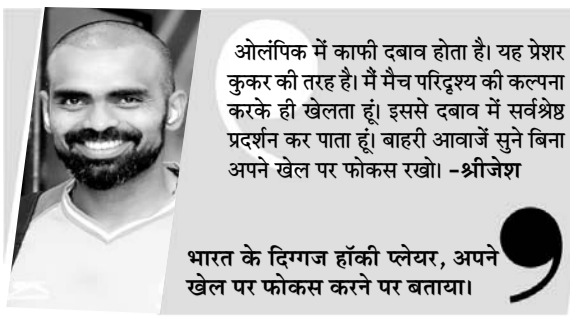 ओलंपिक में काफी दबाव होता है। यह प्रेशर
कुकर की तरह है। मैं मैच परिदृश्य की कल्पना
करके ही खेलता हूं। इससे दबाव में सर्वश्रेष्ठ
प्रदर्शन कर पाता हूं। बाहरी आवाजें सुने बिना
अपने खेल पर फोकस रखो। -श्रीजेश
भारत के दिग्गज हॉकी प्लेयर, अपने
खेल पर फोकस करने पर बताया।